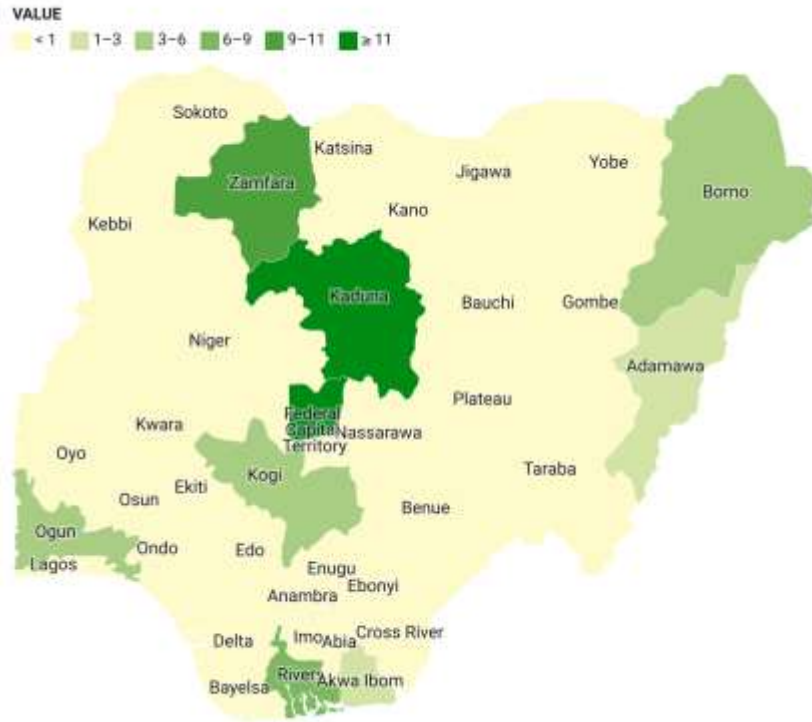 VALUE
< 1 1–3 3–6 6–9 9–11 ≥ 11
Sokoto
Katsina
Zamfara
Jigawa
Yobe
Borno
Kano
Kebbi
Kaduna
Bauchi
Gombe
Niger
Adamawa
Plateau
Federal
Capital
Territory
Nassarawa
Kwara
Oyo
Kogi
Taraba
Ekiti
Osun
Benue
Ogun
Ondo
Edo
Lagos
Enugu
Ebonyi
Anambra
Delta
Imo
Abia
Cross River
Rivers
Akwa Ibom
Bayelsa